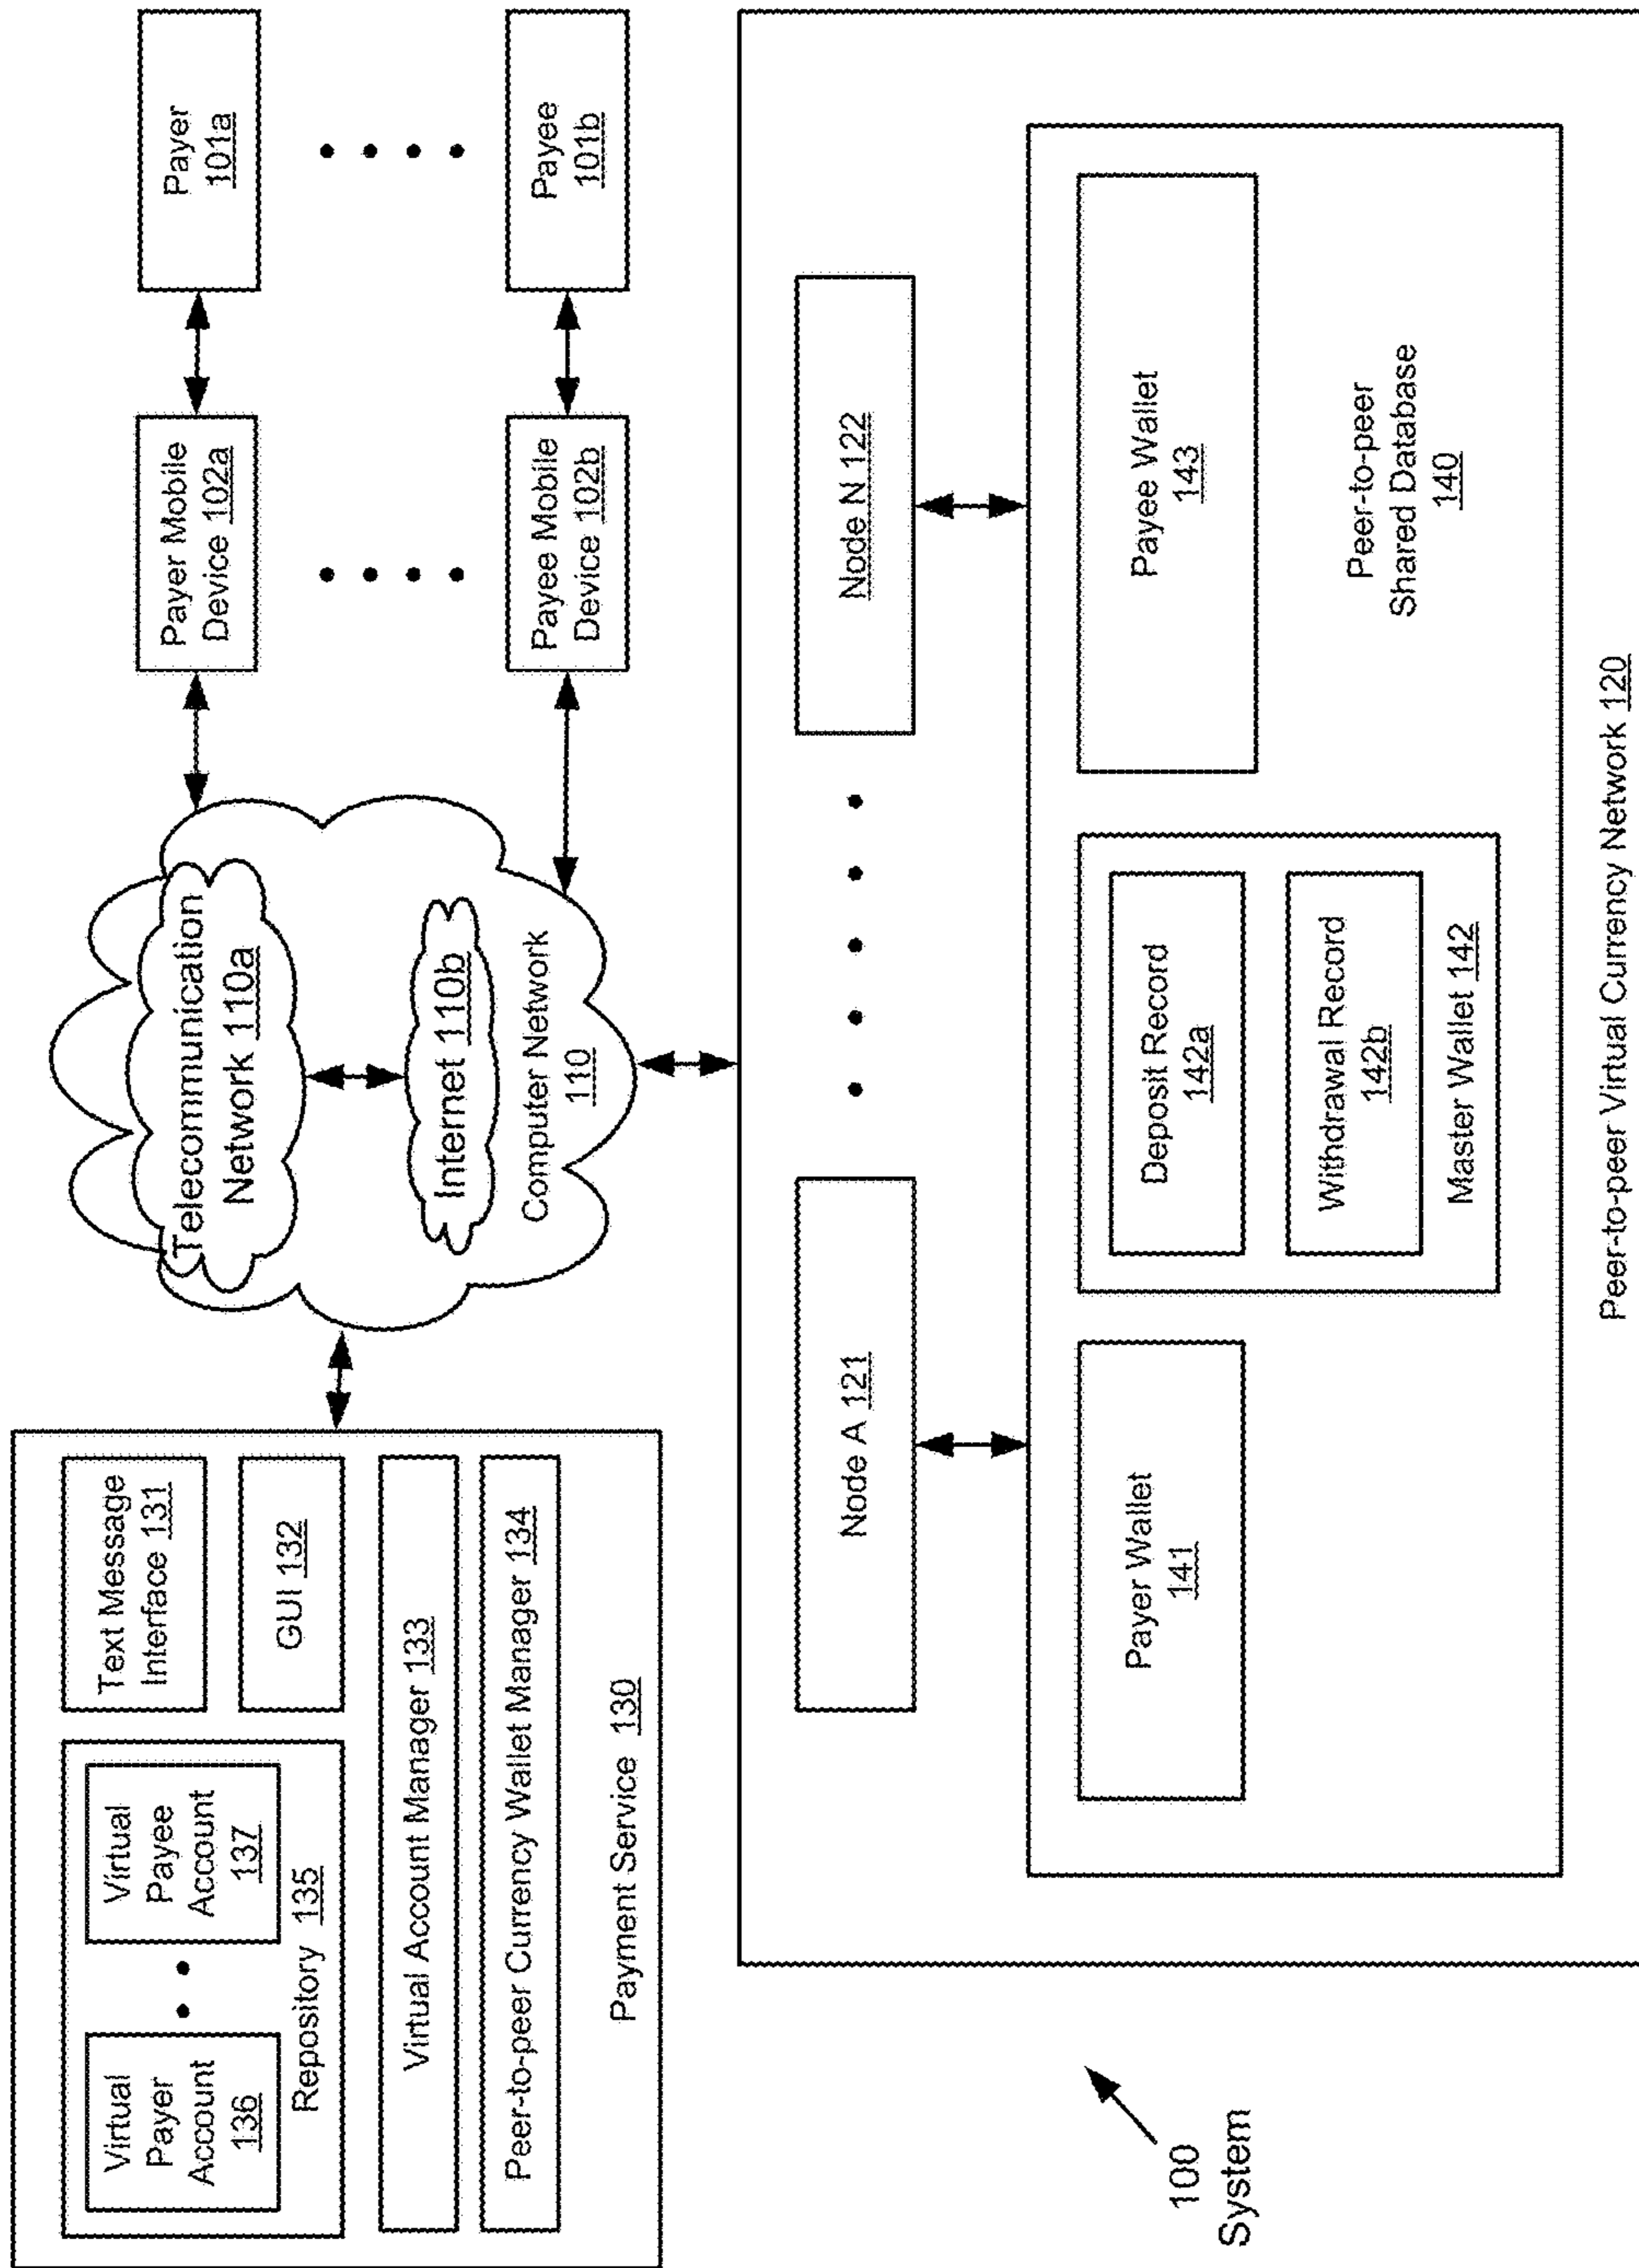 Virtual
Payer
Account
136
Virtual
Payee
Account
137
Repository 135
Text Message
Interface 131
GUI 132
Virtual Account Manager 133
Peer-to-peer Currency Wallet Manager 134
Payment Service 130
Telecommunication
Network 110a
Internet 110b
Computer Network
110
Payer Mobile
Device 102a
Payer
101a
Payee Mobile
Device 102b
Payee
101b
Node A 121
Node N 122
Payer Wallet
141
Deposit Record
142a
Withdrawal Record
142b
Master Wallet 142
Payee Wallet
143
Peer-to-peer
Shared Database
140
Peer-to-peer Virtual Currency Network 120
100
System